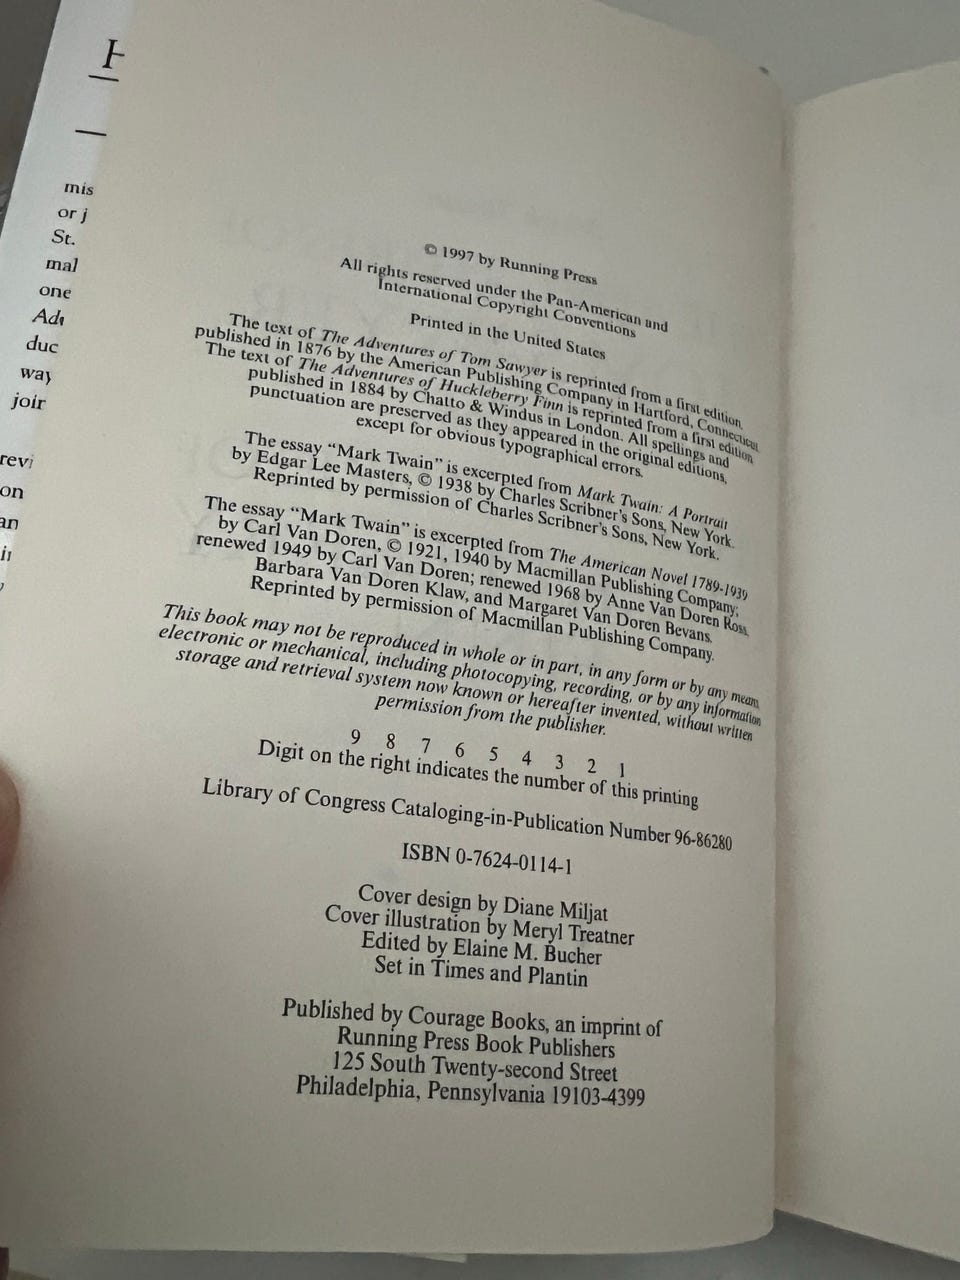 mis
or j
St.
mal
one
duc
way
joir
revi
on
an
© 1997 by Running Press
All rights reserved under the Pan-American and
International Copyright Conventions
Printed in the United States
The text of The Adventures of Tom Sawyer is reprinted from a first edition,
published in 1876 by the American Publishing Company in Hartford, Connecticut.
The text of The Adventures of Huckleberry Finn is reprinted from a first edition
published in 1884 by Chatto & Windus in London. All spellings and
punctuation are preserved as they appeared in the original editions,
except for obvious typographical errors.
The essay “Mark Twain” is excerpted from Mark Twain: A Portrait
by Edgar Lee Masters, © 1938 by Charles Scribner's Sons, New York.
Reprinted by permission of Charles Scribner's Sons, New York.
The essay “Mark Twain” is excerpted from The American Novel 1789-1939
by Carl Van Doren, © 1921, 1940 by Macmillan Publishing Company;
renewed 1949 by Carl Van Doren; renewed 1968 by Anne Van Doren Ross,
Barbara Van Doren Klaw, and Margaret Van Doren Bevans.
Reprinted by permission of Macmillan Publishing Company.
This book may not be reproduced in whole or in part, in any form or by any means,
electronic or mechanical, including photocopying, recording, or by any information
storage and retrieval system now known or hereafter invented, without written
permission from the publisher.
9 8 7 6 5 4 3 2 1
Digit on the right indicates the number of this printing
Library of Congress Cataloging-in-Publication Number 96-86280
ISBN 0-7624-0114-1
Cover design by Diane Miljat
Cover illustration by Meryl Treatner
Edited by Elaine M. Bucher
Set in Times and Plantin
Published by Courage Books, an imprint of
Running Press Book Publishers
125 South Twenty-second Street
Philadelphia, Pennsylvania 19103-4399